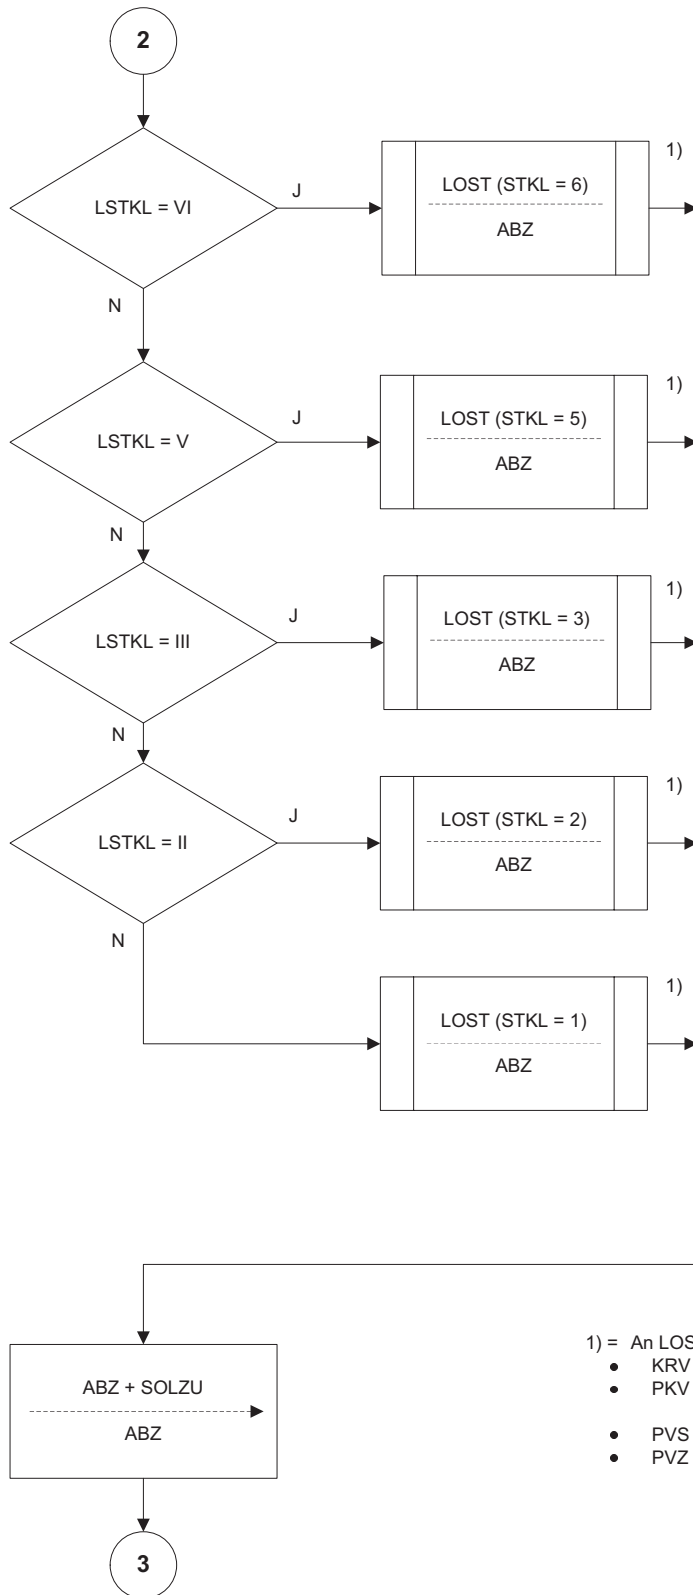 2
LSTKL = VI
J
LOST (STKL = 6)
ABZ
1)
N
LSTKL = V
J
LOST (STKL = 5)
ABZ
1)
N
LSTKL = III
J
LOST (STKL = 3)
ABZ
1)
N
LSTKL = II
J
LOST (STKL = 2)
ABZ
1)
N
LOST (STKL = 1)
ABZ
1)
ABZ + SOLZU
ABZ
1) = An LOS
• KRV
• PKV
• PVS
• PVZ
3